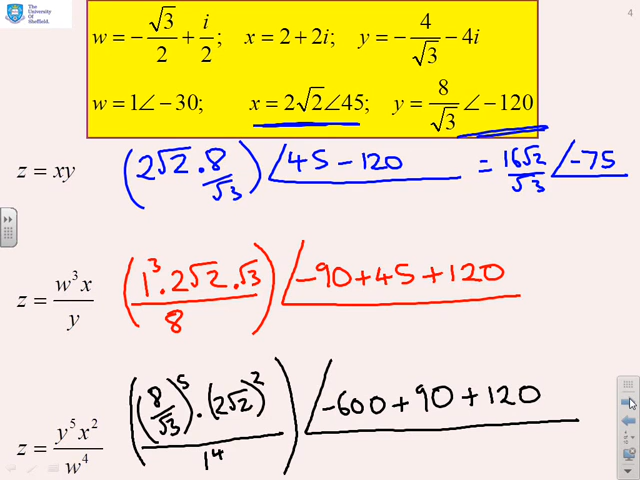 The University Of Sheffield.
4
w = −√3/2 + i/2; x = 2 + 2i; y = −4/√3 − 4i
w = 1∠−30; x = 2√2∠45; y = 8/√3 ∠−120
z = xy (2√2 . 8/√3) ∠45 − 120 = 16√2/√3 ∠−75
z = w³x/y (1³ . 2√2 . √3 / 8) ∠−90 + 45 + 120
z = y⁵x²/w⁴ ((8/√3)⁵ . (2√2)² / 1⁴) ∠−600 + 90 + 120